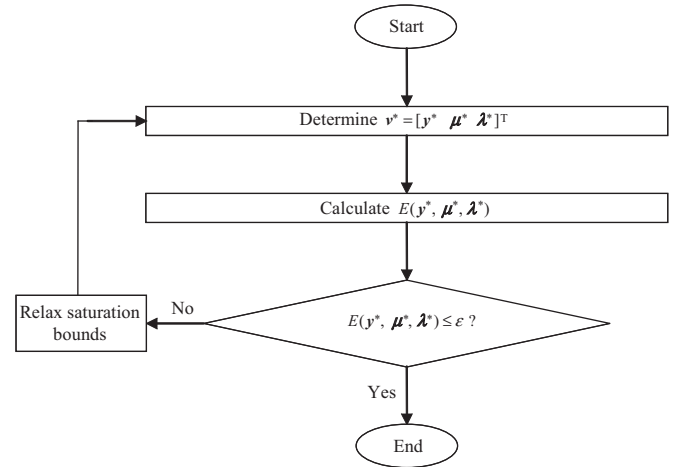 Start
Determine v* = [y* μ* λ*]ᵀ
Calculate E(y*, μ*, λ*)
E(y*, μ*, λ*) ≤ ε ?
No
Relax saturation
bounds
Yes
End